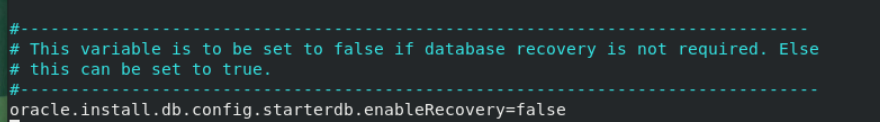 #-------------------------------------------------------------------------------
# This variable is to be set to false if database recovery is not required. Else
# this can be set to true.
#--------------------------------------------------------------------------------
oracle.install.db.config.starterdb.enableRecovery=false